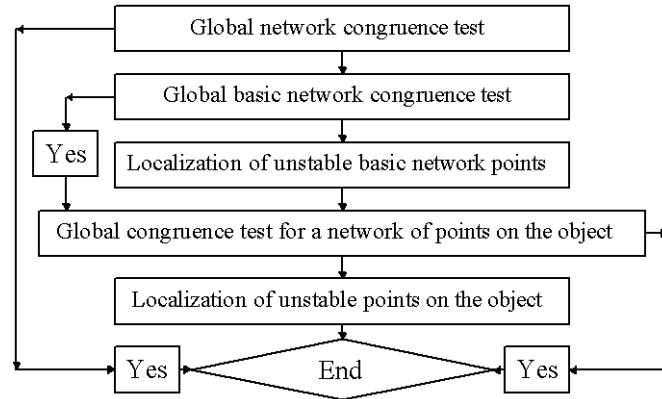 Global network congruence test
Global basic network congruence test
Yes
Localization of unstable basic network points
Global congruence test for a network of points on the object
Localization of unstable points on the object
Yes
End
Yes